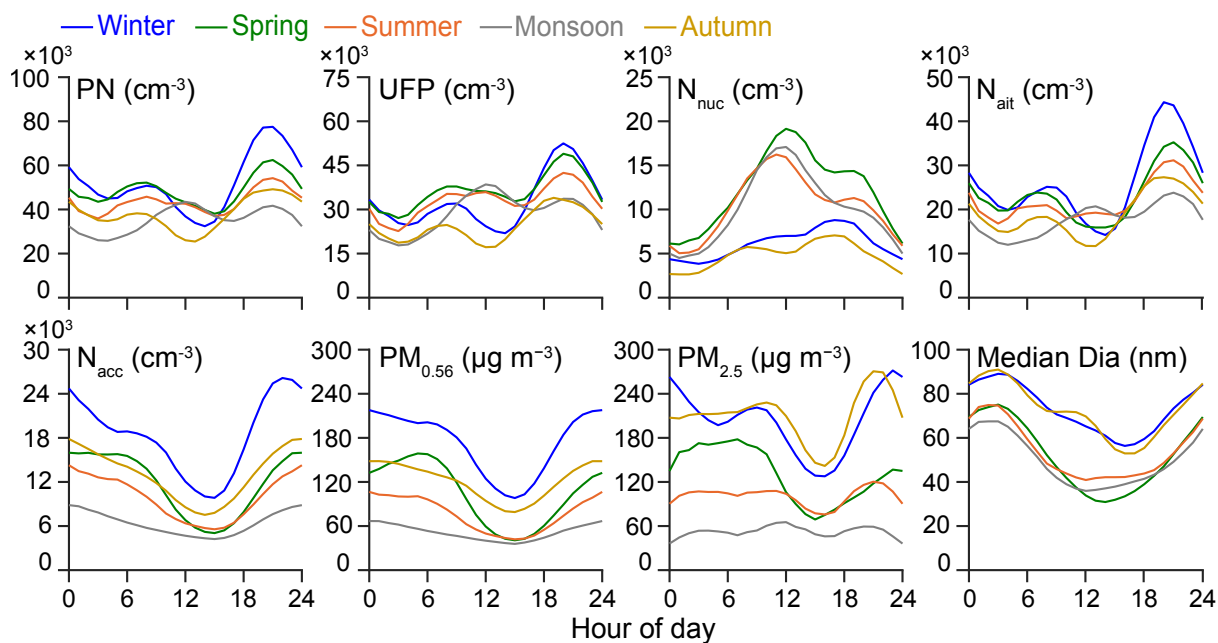 Winter Spring Summer Monsoon Autumn
×10³ ×10³ ×10³ ×10³
PN (cm⁻³) UFP (cm⁻³) N_nuc (cm⁻³) N_ait (cm⁻³)
100 75 25 50
80 60 20 40
60 45 15 30
40 30 10 20
20 15 5 10
0 0 0 0
×10³
N_acc (cm⁻³) PM_0.56 (µg m⁻³) PM_2.5 (µg m⁻³) Median Dia (nm)
30 300 300 100
24 240 240 80
18 180 180 60
12 120 120 40
6 60 60 20
0 0 0 0
0 6 12 18 24 0 6 12 18 24 0 6 12 18 24 0 6 12 18 24
Hour of day